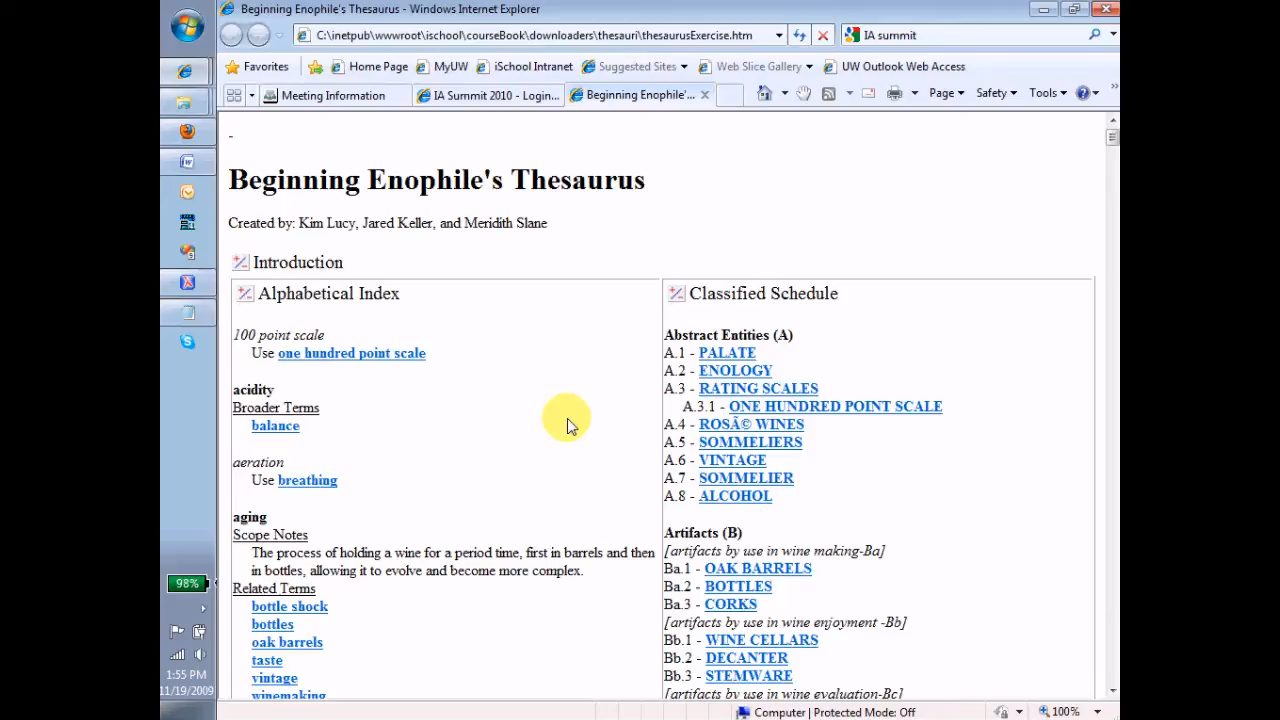 Beginning Enophile's Thesaurus - Windows Internet Explorer
C:\inetpub\wwwroot\ischool\courseBook\downloaders\thesauri\thesaurusExercise.htm
IA summit
Favorites
Home Page
MyUW
iSchool Intranet
Suggested Sites
Web Slice Gallery
UW Outlook Web Access
Meeting Information
IA Summit 2010 - Login...
Beginning Enophile'...
Page
Safety
Tools
-
Beginning Enophile's Thesaurus
Created by: Kim Lucy, Jared Keller, and Meridith Slane
Introduction
Alphabetical Index
100 point scale
Use one hundred point scale
acidity
Broader Terms
balance
aeration
Use breathing
aging
Scope Notes
The process of holding a wine for a period time, first in barrels and then
in bottles, allowing it to evolve and become more complex.
Related Terms
bottle shock
bottles
oak barrels
taste
vintage
winemaking
Classified Schedule
Abstract Entities (A)
A.1 - PALATE
A.2 - ENOLOGY
A.3 - RATING SCALES
A.3.1 - ONE HUNDRED POINT SCALE
A.4 - ROSÃ© WINES
A.5 - SOMMELIERS
A.6 - VINTAGE
A.7 - SOMMELIER
A.8 - ALCOHOL
Artifacts (B)
[artifacts by use in wine making-Ba]
Ba.1 - OAK BARRELS
Ba.2 - BOTTLES
Ba.3 - CORKS
[artifacts by use in wine enjoyment -Bb]
Bb.1 - WINE CELLARS
Bb.2 - DECANTER
Bb.3 - STEMWARE
[artifacts by use in wine evaluation-Bc]
98%
1:55 PM
11/19/2009
Computer | Protected Mode: Off
100%